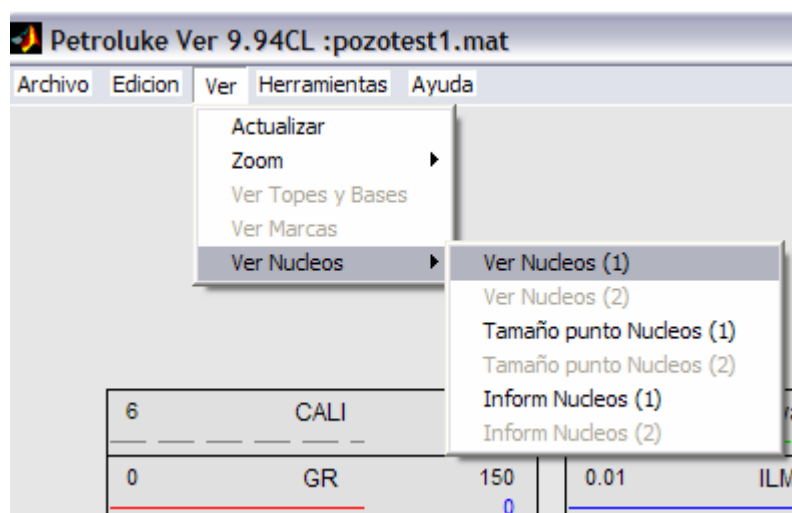 Petroluke Ver 9.94CL :pozotest1.mat
Archivo Edicion Ver Herramientas Ayuda
Actualizar
Zoom
Ver Topes y Bases
Ver Marcas
Ver Nucleos
Ver Nucleos (1)
Ver Nucleos (2)
Tamaño punto Nucleos (1)
Tamaño punto Nucleos (2)
Inform Nucleos (1)
Inform Nucleos (2)
6 CALI
0 GR 150 0.01
0